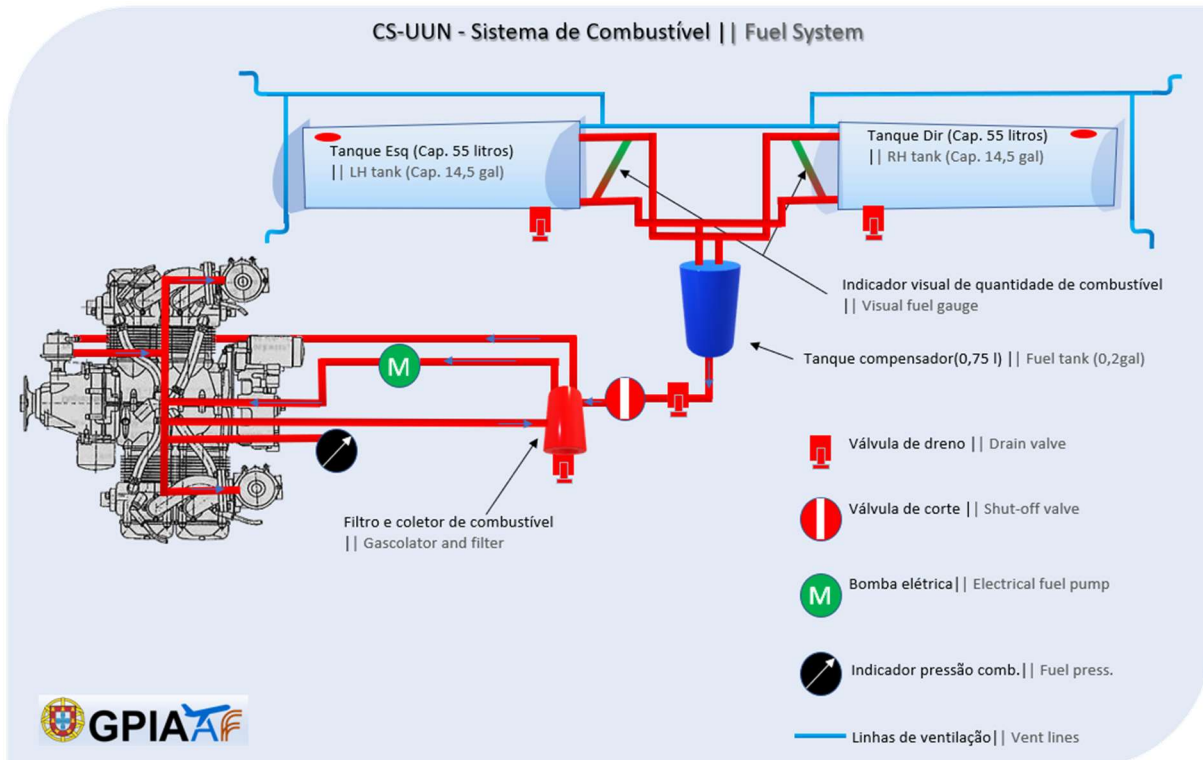 CS-UUN - Sistema de Combustível || Fuel System
Tanque Esq (Cap. 55 litros)
|| LH tank (Cap. 14,5 gal)
Tanque Dir (Cap. 55 litros)
|| RH tank (Cap. 14,5 gal)
Indicador visual de quantidade de combustível
|| Visual fuel gauge
Tanque compensador(0,75 l) || Fuel tank (0,2gal)
M
Filtro e coletor de combustível
|| Gascolator and filter
Válvula de dreno || Drain valve
Válvula de corte || Shut-off valve
M
Bomba elétrica|| Electrical fuel pump
Indicador pressão comb.|| Fuel press.
Linhas de ventilação|| Vent lines
GPIAAF